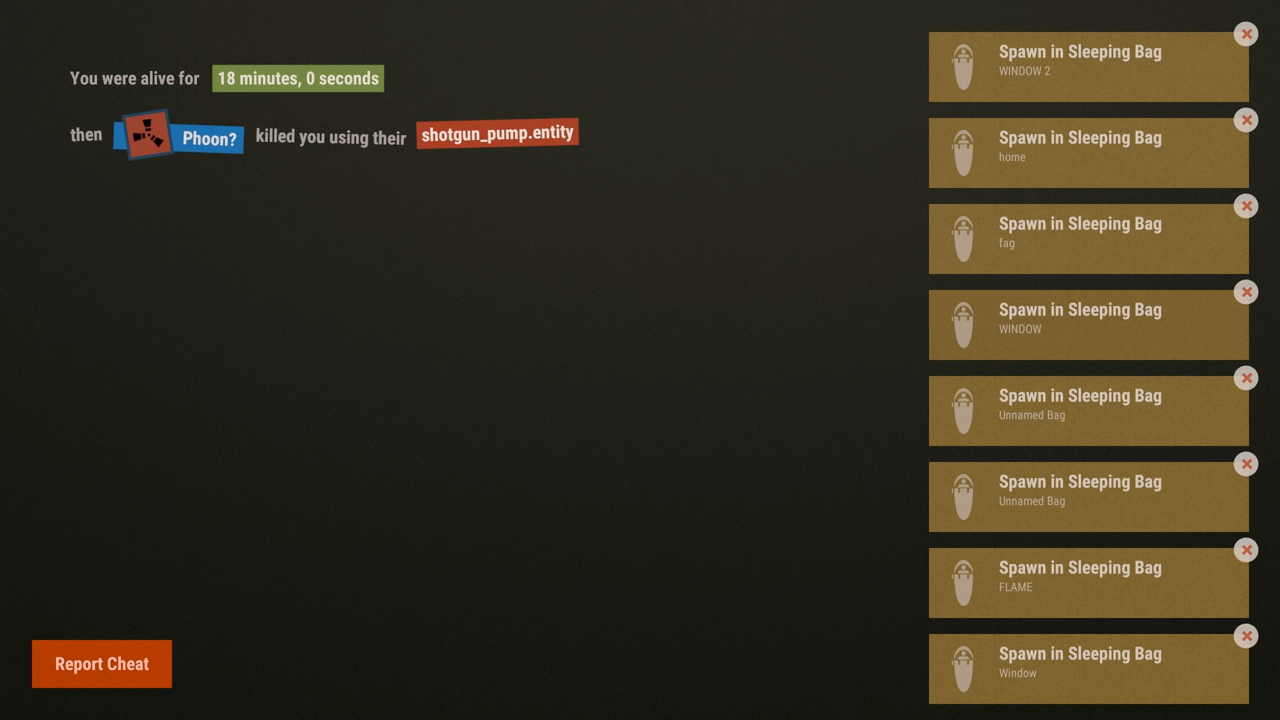 You were alive for 18 minutes, 0 seconds
then Phoon? killed you using their shotgun_pump.entity
Spawn in Sleeping Bag
WINDOW 2
Spawn in Sleeping Bag
home
Spawn in Sleeping Bag
fag
Spawn in Sleeping Bag
WINDOW
Spawn in Sleeping Bag
Unnamed Bag
Spawn in Sleeping Bag
Unnamed Bag
Spawn in Sleeping Bag
FLAME
Spawn in Sleeping Bag
Window
Report Cheat